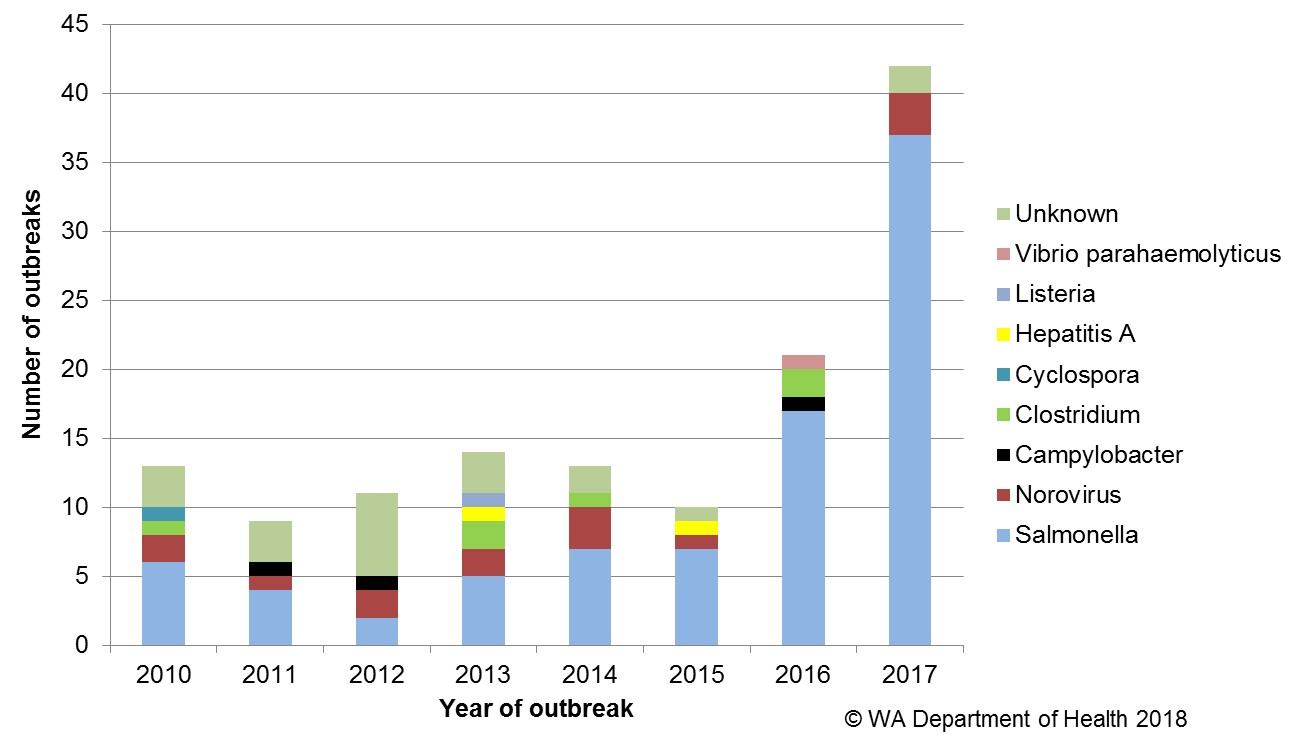 45
40
35
30
25
20
15
10
5
0
Number of outbreaks
2010 2011 2012 2013 2014 2015 2016 2017
Year of outbreak
Unknown
Vibrio parahaemolyticus
Listeria
Hepatitis A
Cyclospora
Clostridium
Campylobacter
Norovirus
Salmonella
© WA Department of Health 2018